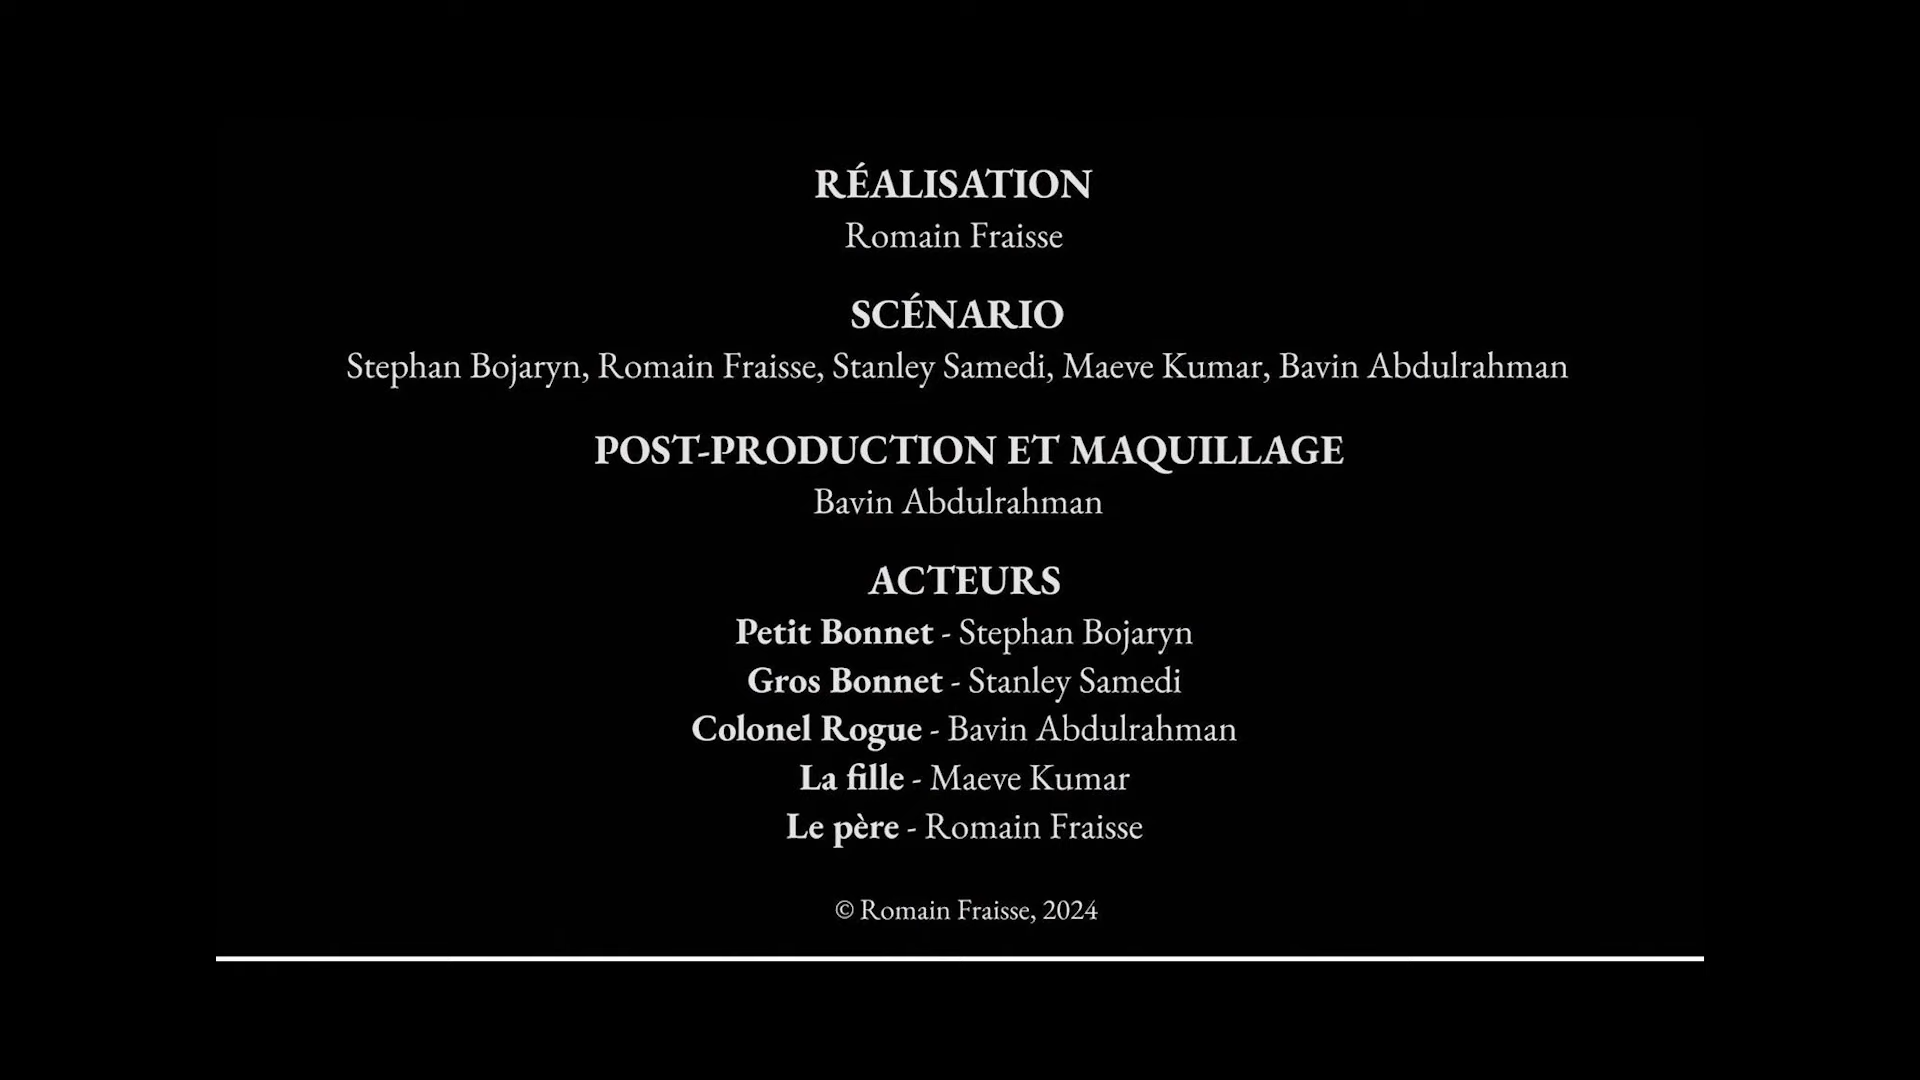 RÉALISATION
Romain Fraisse
SCÉNARIO
Stephan Bojaryn, Romain Fraisse, Stanley Samedi, Maeve Kumar, Bavin Abdulrahman
POST-PRODUCTION ET MAQUILLAGE
Bavin Abdulrahman
ACTEURS
Petit Bonnet - Stephan Bojaryn
Gros Bonnet - Stanley Samedi
Colonel Rogue - Bavin Abdulrahman
La fille - Maeve Kumar
Le père - Romain Fraisse
© Romain Fraisse, 2024